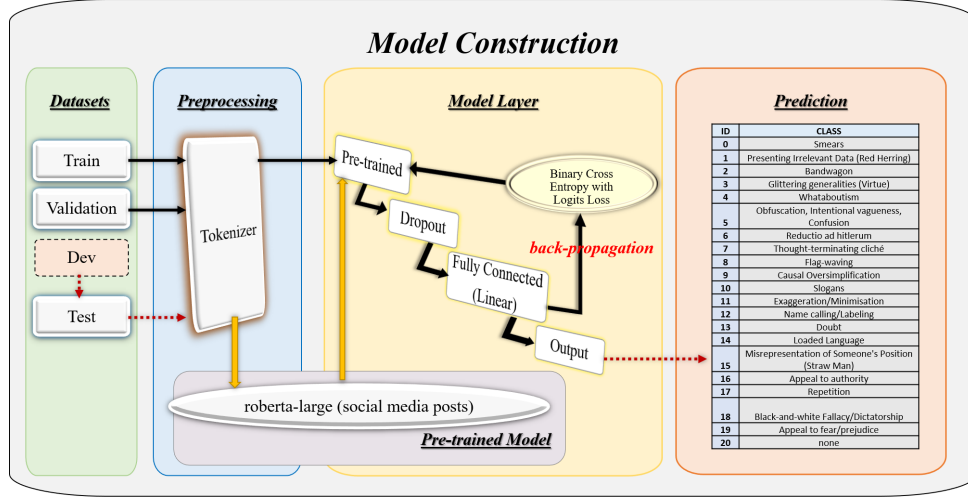 Model Construction
Datasets
Train
Validation
Dev
Test
Preprocessing
Tokenizer
Model Layer
Pre-trained
Dropout
Fully Connected
(Linear)
Output
Binary Cross
Entropy with
Logits Loss
back-propagation
roberta-large (social media posts)
Pre-trained Model
Prediction
ID CLASS
0 Smears
1 Presenting Irrelevant Data (Red Herring)
2 Bandwagon
3 Glittering generalities (Virtue)
4 Whataboutism
Obfuscation, Intentional vagueness,
5 Confusion
6 Reductio ad hitlerum
7 Thought-terminating cliché
8 Flag-waving
9 Causal Oversimplification
10 Slogans
11 Exaggeration/Minimisation
12 Name calling/Labeling
13 Doubt
14 Loaded Language
Misrepresentation of Someone's Position
15 (Straw Man)
16 Appeal to authority
17 Repetition
18 Black-and-white Fallacy/Dictatorship
19 Appeal to fear/prejudice
20 none